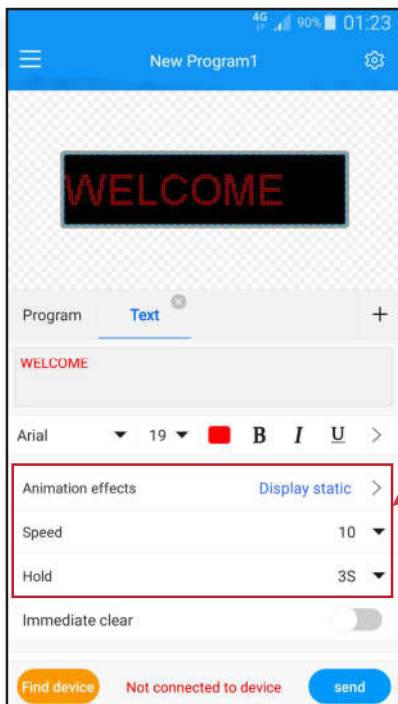 4G 90% 01:23
New Program1
WELCOME
Program Text +
WELCOME
Arial 19 B I U >
Animation effects Display static >
Speed 10
Hold 3S
Immediate clear
Find device Not connected to device send